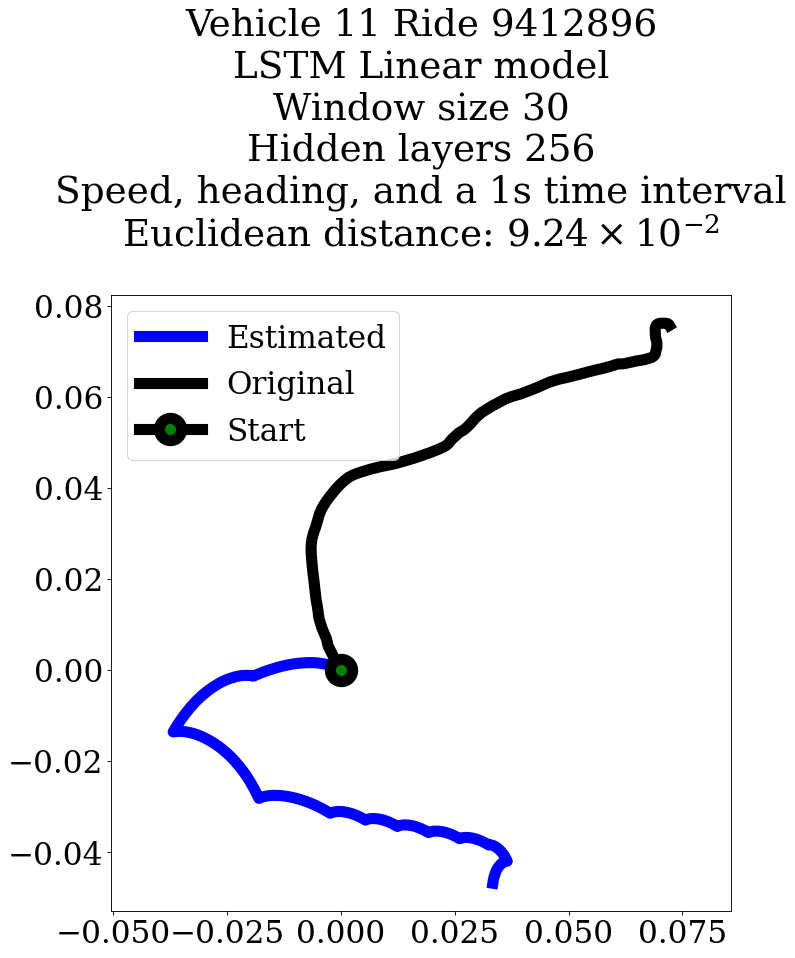 Vehicle 11 Ride 9412896
LSTM Linear model
Window size 30
Hidden layers 256
Speed, heading, and a 1s time interval
Euclidean distance: 9.24 × 10⁻²
Estimated
Original
Start
0.08
0.06
0.04
0.02
0.00
−0.02
−0.04
−0.050 −0.025 0.000 0.025 0.050 0.075